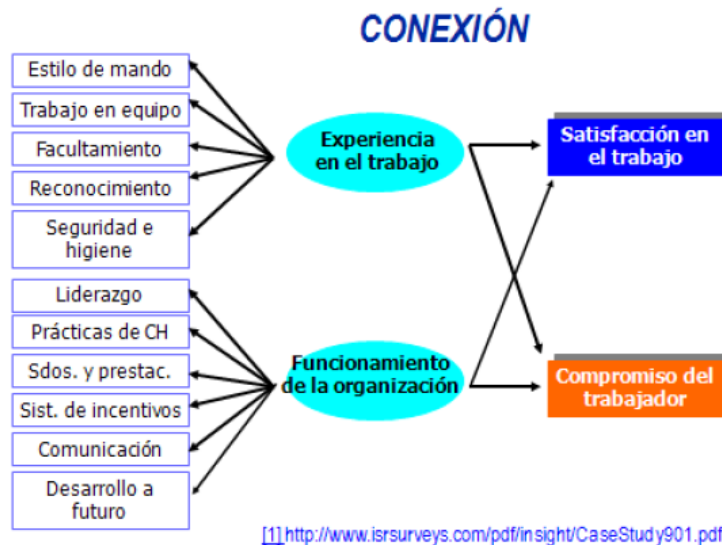 CONEXIÓN
Estilo de mando
Trabajo en equipo
Facultamiento
Reconocimiento
Seguridad e
higiene
Liderazgo
Prácticas de CH
Sdos. y prestac.
Sist. de incentivos
Comunicación
Desarrollo a
futuro
Experiencia
en el trabajo
Funcionamiento
de la organización
Satisfacción en
el trabajo
Compromiso del
trabajador
[1]http://www.isrsurveys.com/pdf/insight/CaseStudy901.pdf